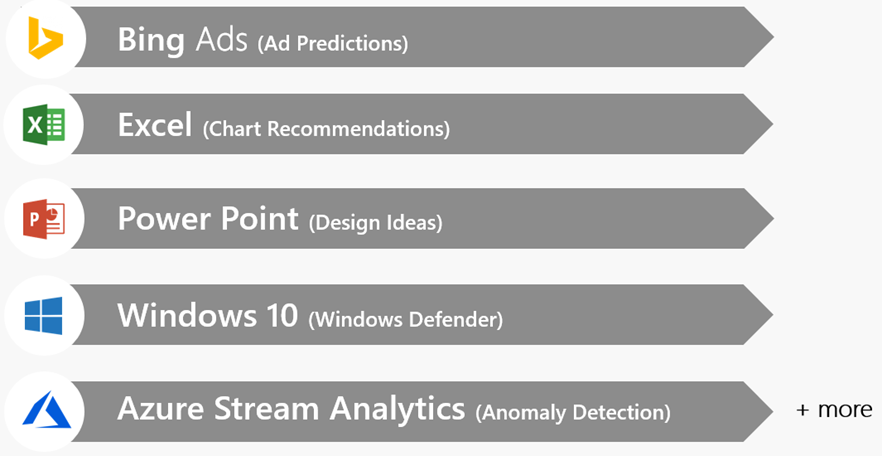 Bing Ads (Ad Predictions)
X Excel (Chart Recommendations)
P Power Point (Design Ideas)
Windows 10 (Windows Defender)
Azure Stream Analytics (Anomaly Detection) + more